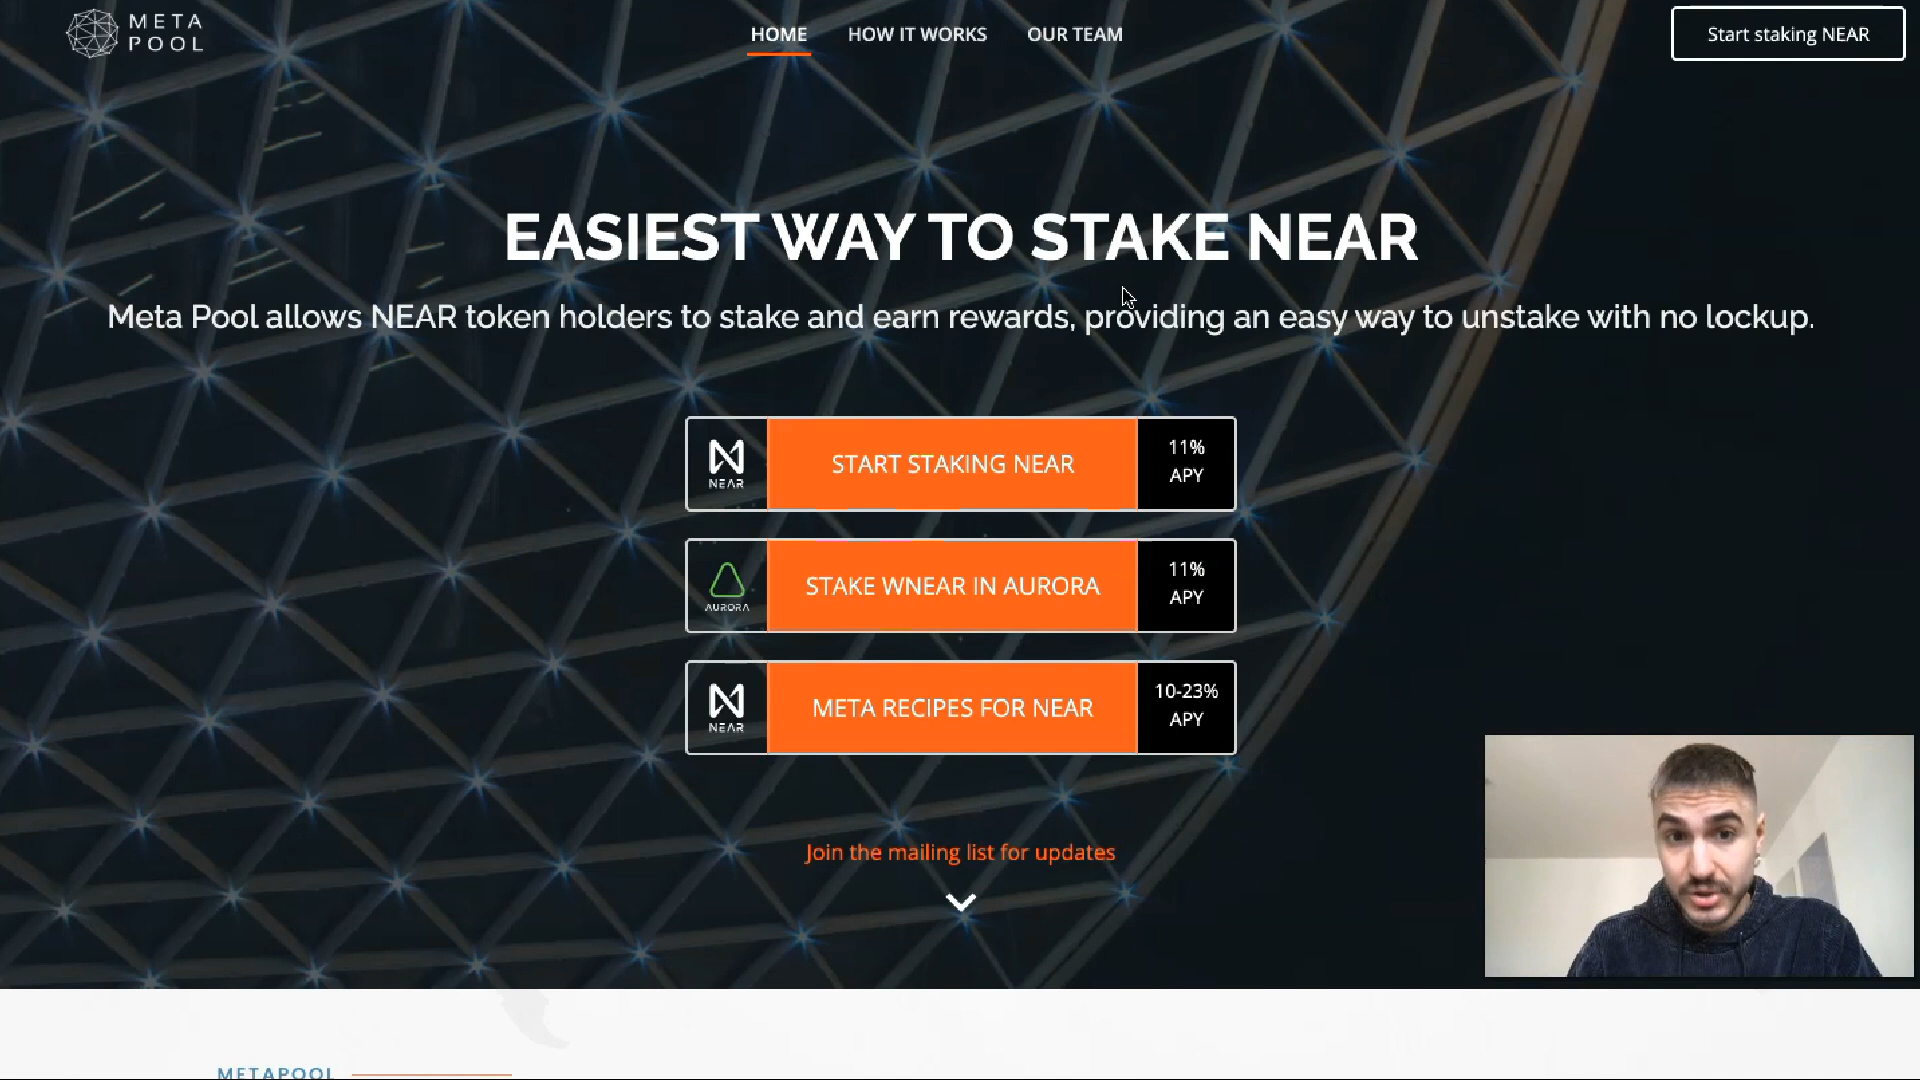 META
POOL
HOME
HOW IT WORKS
OUR TEAM
Start staking NEAR
EASIEST WAY TO STAKE NEAR
Meta Pool allows NEAR token holders to stake and earn rewards, providing an easy way to unstake with no lockup.
NEAR
START STAKING NEAR
11%
APY
AURORA
STAKE WNEAR IN AURORA
11%
APY
NEAR
META RECIPES FOR NEAR
10-23%
APY
Join the mailing list for updates
METAPOOL